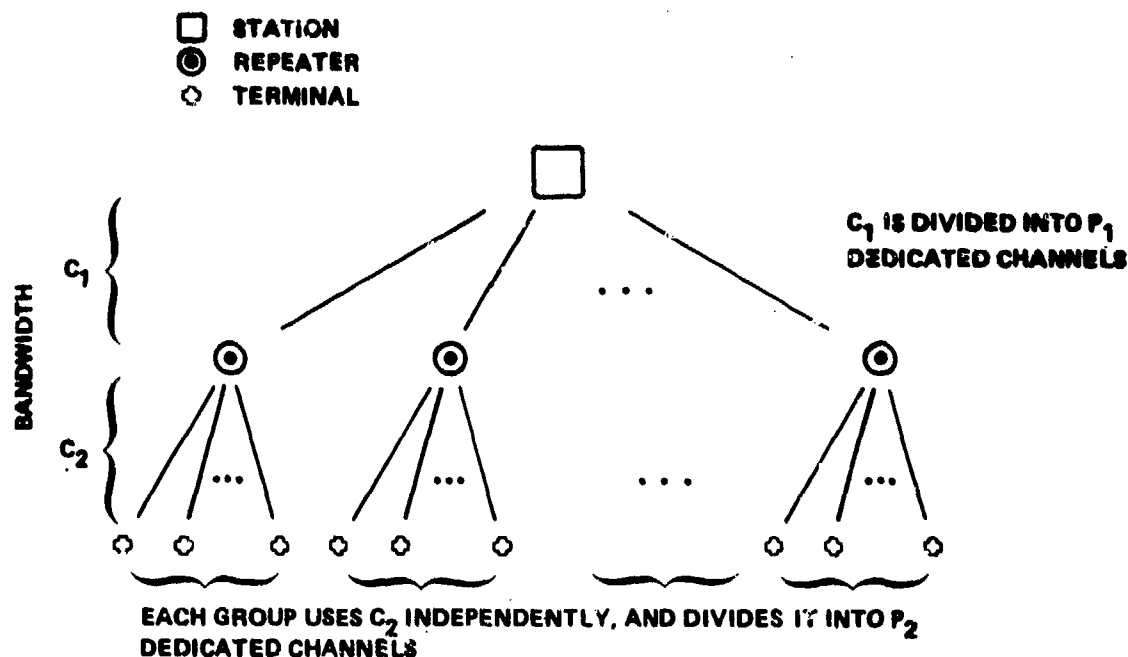 STATION
REPEATER
TERMINAL
C₁ IS DIVIDED INTO P₁
DEDICATED CHANNELS
BANDWIDTH
C₁
C₂
EACH GROUP USES C₂ INDEPENDENTLY, AND DIVIDES IT INTO P₂
DEDICATED CHANNELS